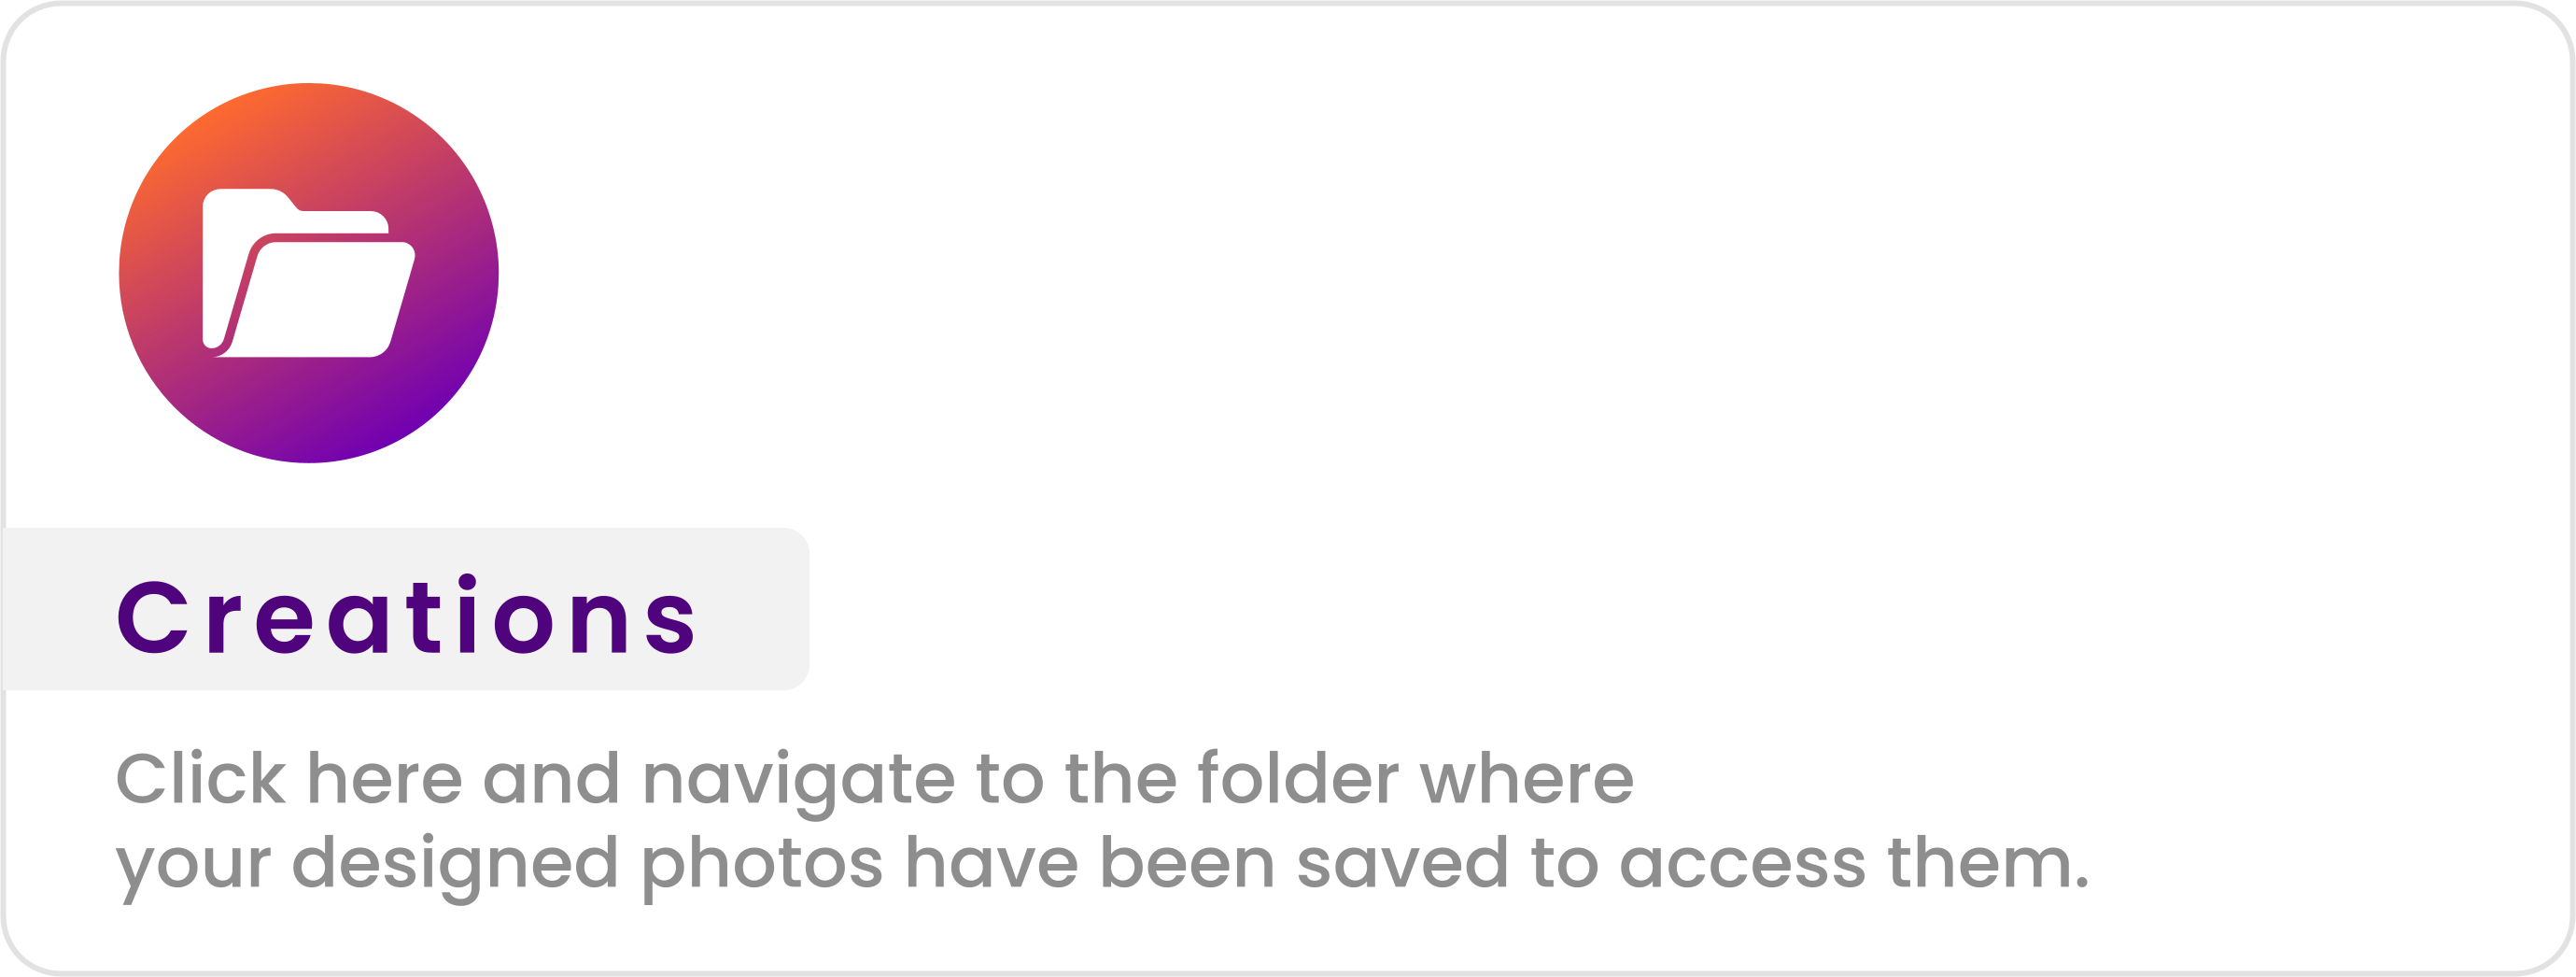 Creations
Click here and navigate to the folder where
your designed photos have been saved to access them.